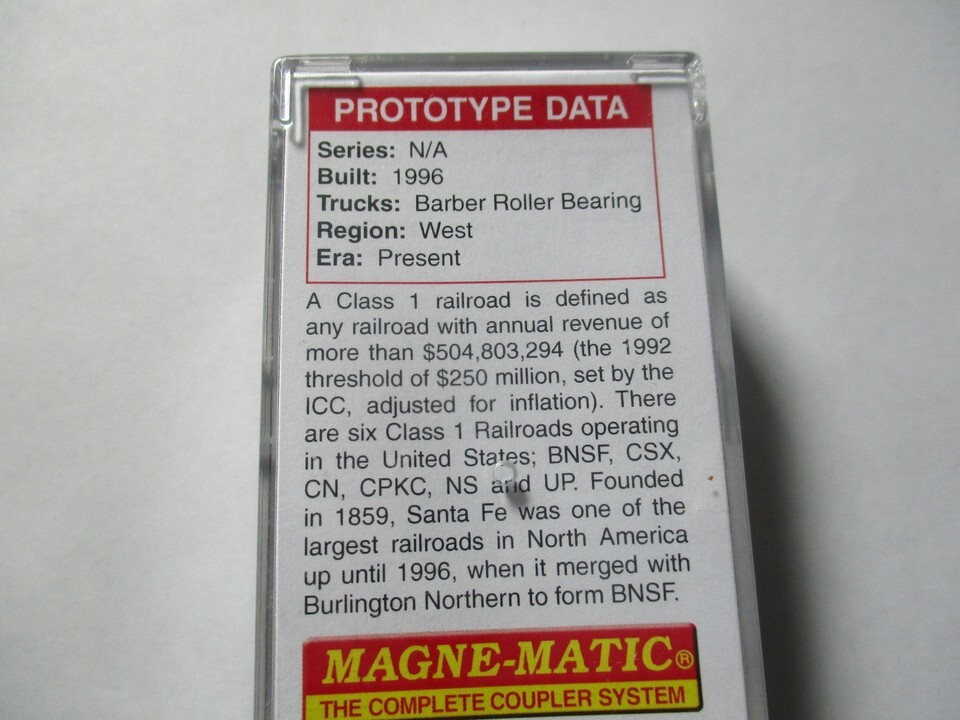 PROTOTYPE DATA
Series: N/A
Built: 1996
Trucks: Barber Roller Bearing
Region: West
Era: Present
A Class 1 railroad is defined as
any railroad with annual revenue of
more than $504,803,294 (the 1992
threshold of $250 million, set by the
ICC, adjusted for inflation). There
are six Class 1 Railroads operating
in the United States; BNSF, CSX,
CN, CPKC, NS and UP. Founded
in 1859, Santa Fe was one of the
largest railroads in North America
up until 1996, when it merged with
Burlington Northern to form BNSF.
MAGNE-MATIC®
THE COMPLETE COUPLER SYSTEM